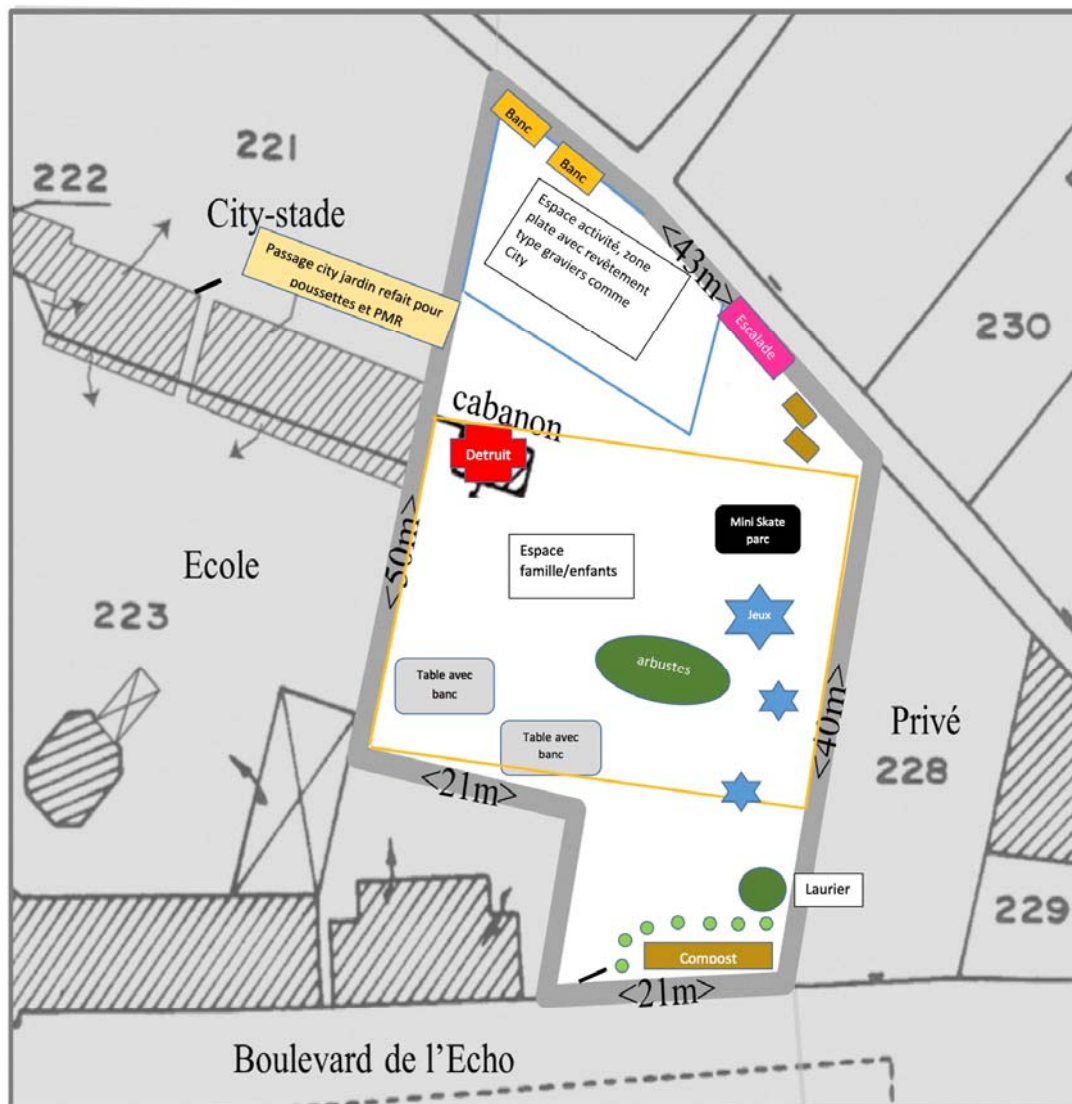 Banc
Banc
221
222
City-stade
Espace activité, zone
plate avec revêtement
type graviers comme
City
<43m>
Passage city jardin refait pour
poussettes et PMR
Escalade
230
cabanon
Detruit
<50m>
Mini Skate
parc
Espace
famille/enfants
Ecole
223
Jeux
arbustes
Table avec
banc
Table avec
banc
<40m>
Privé
228
<21m>
Laurier
229
Compost
<21m>
Boulevard de l'Echo